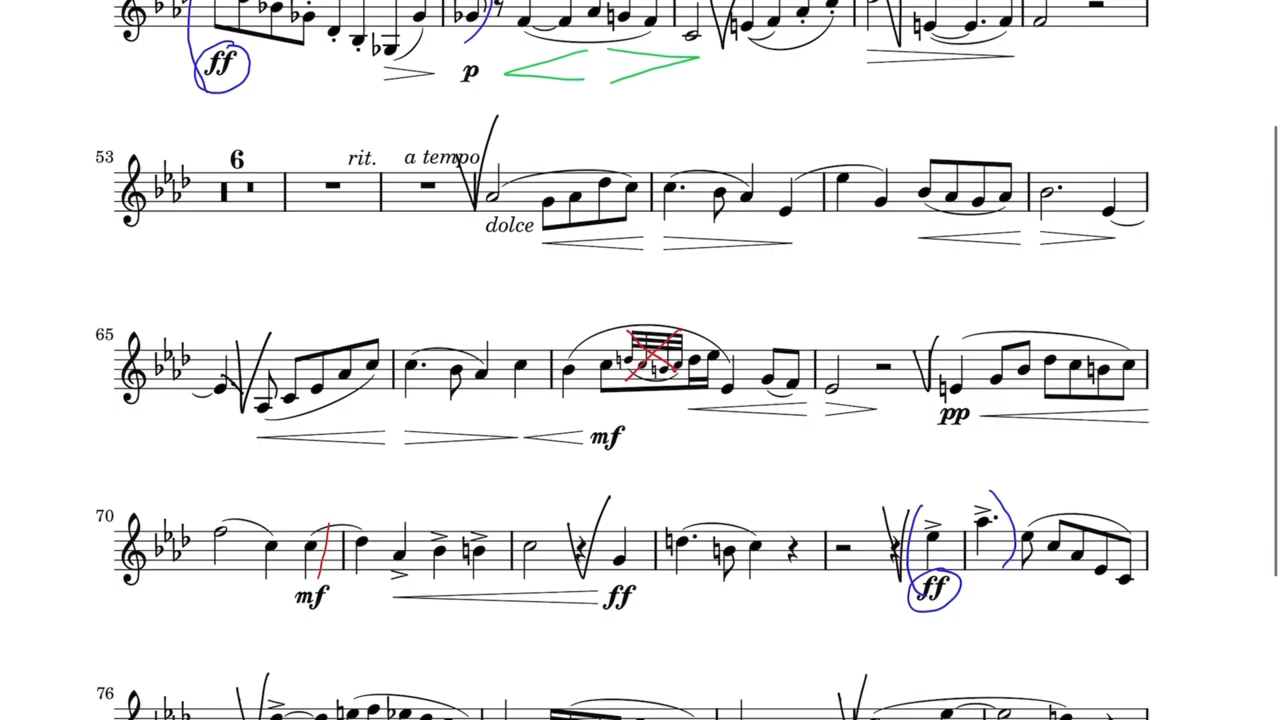 ff p
53 6 rit. a tempo
dolce
65
mf pp
70
mf ff ff
76